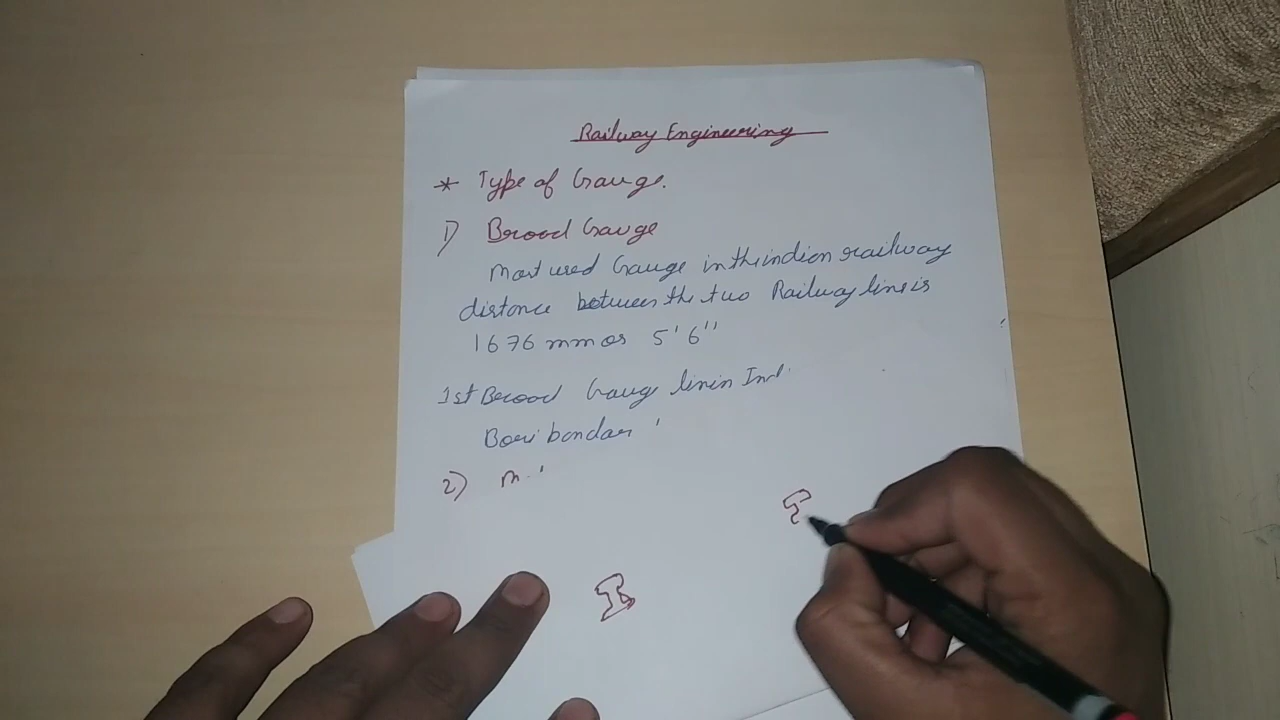 Railway Engineering
* Type of Gauge.
1) Broad Gauge
Most used Gauge in the indian railway
distance between the two Railway line is
1676 mm or 5'6"
1st Broad Gauge line in Ind
Bori bandar
2) m.